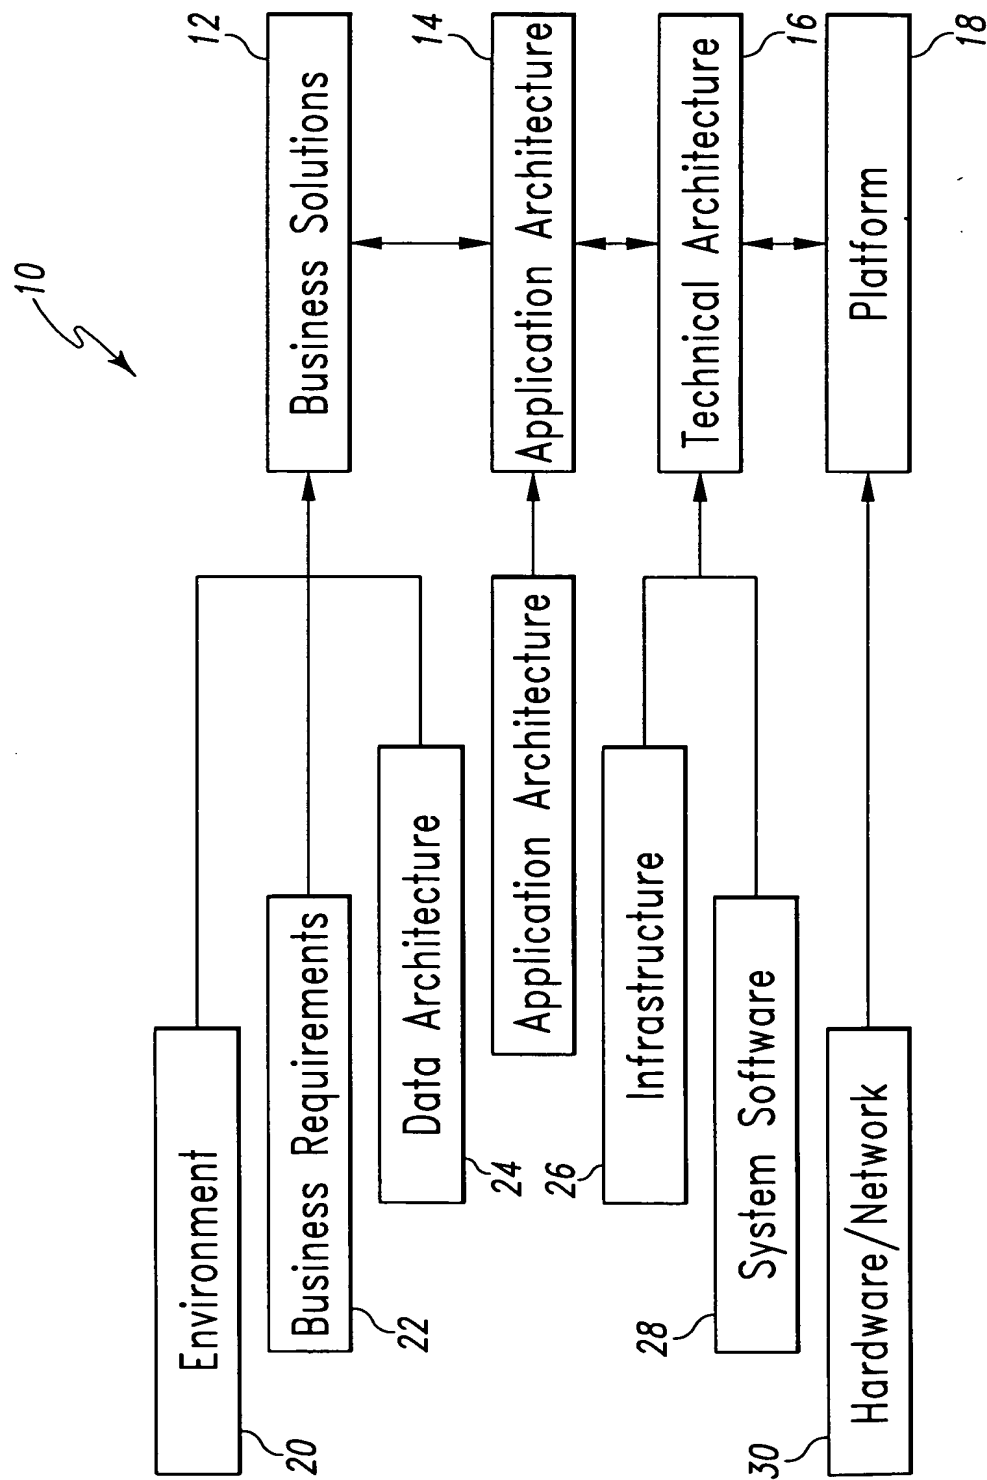 10
Environment
20
Business Requirements
22
Data Architecture
24
Application Architecture
Infrastructure
26
System Software
28
Hardware/Network
30
Business Solutions
12
Application Architecture
14
Technical Architecture
16
Platform
18